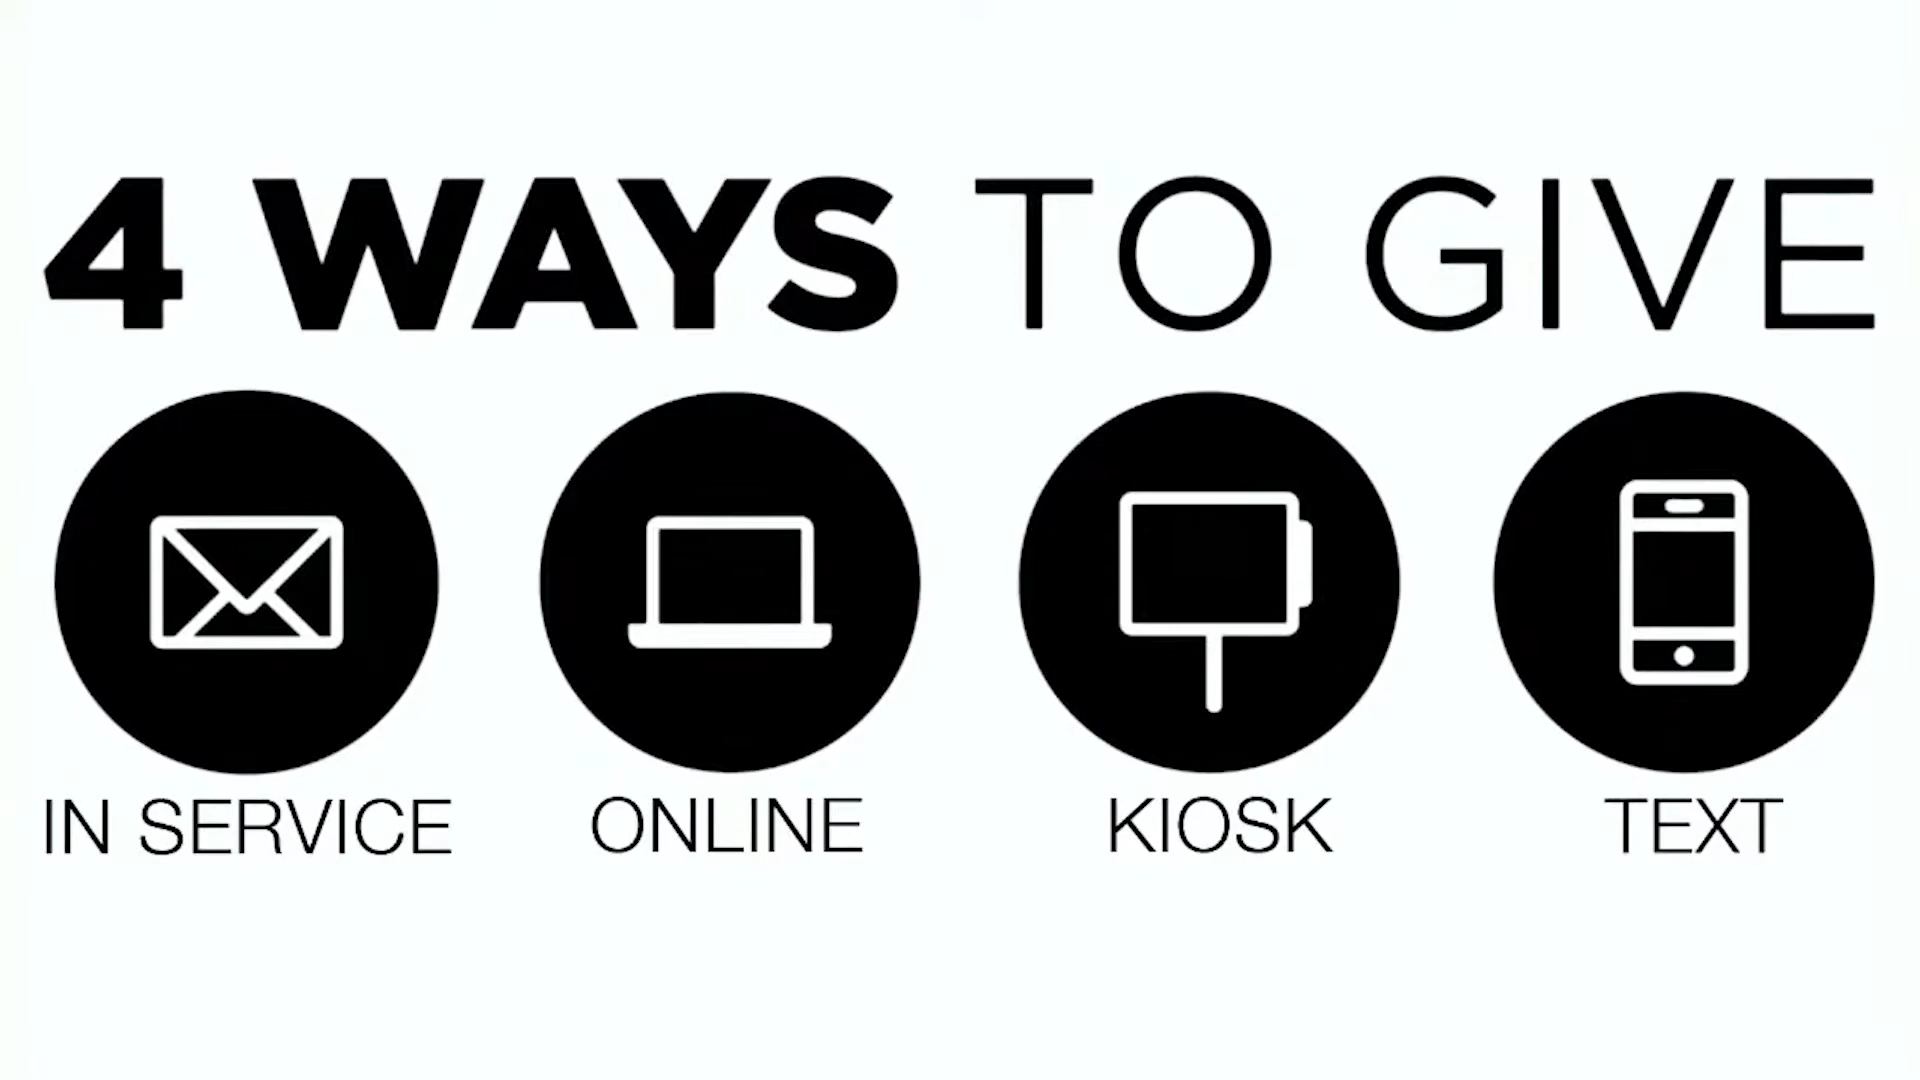 4 WAYS TO GIVE
IN SERVICE
ONLINE
KIOSK
TEXT